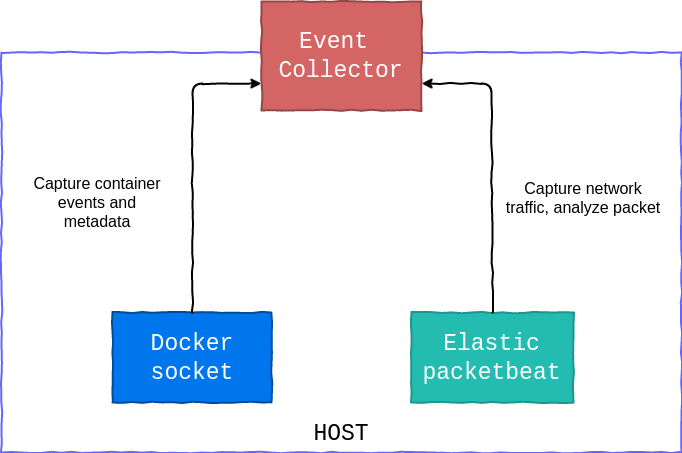 Event
Collector
Capture container
events and
metadata
Capture network
traffic, analyze packet
Docker
socket
Elastic
packetbeat
HOST